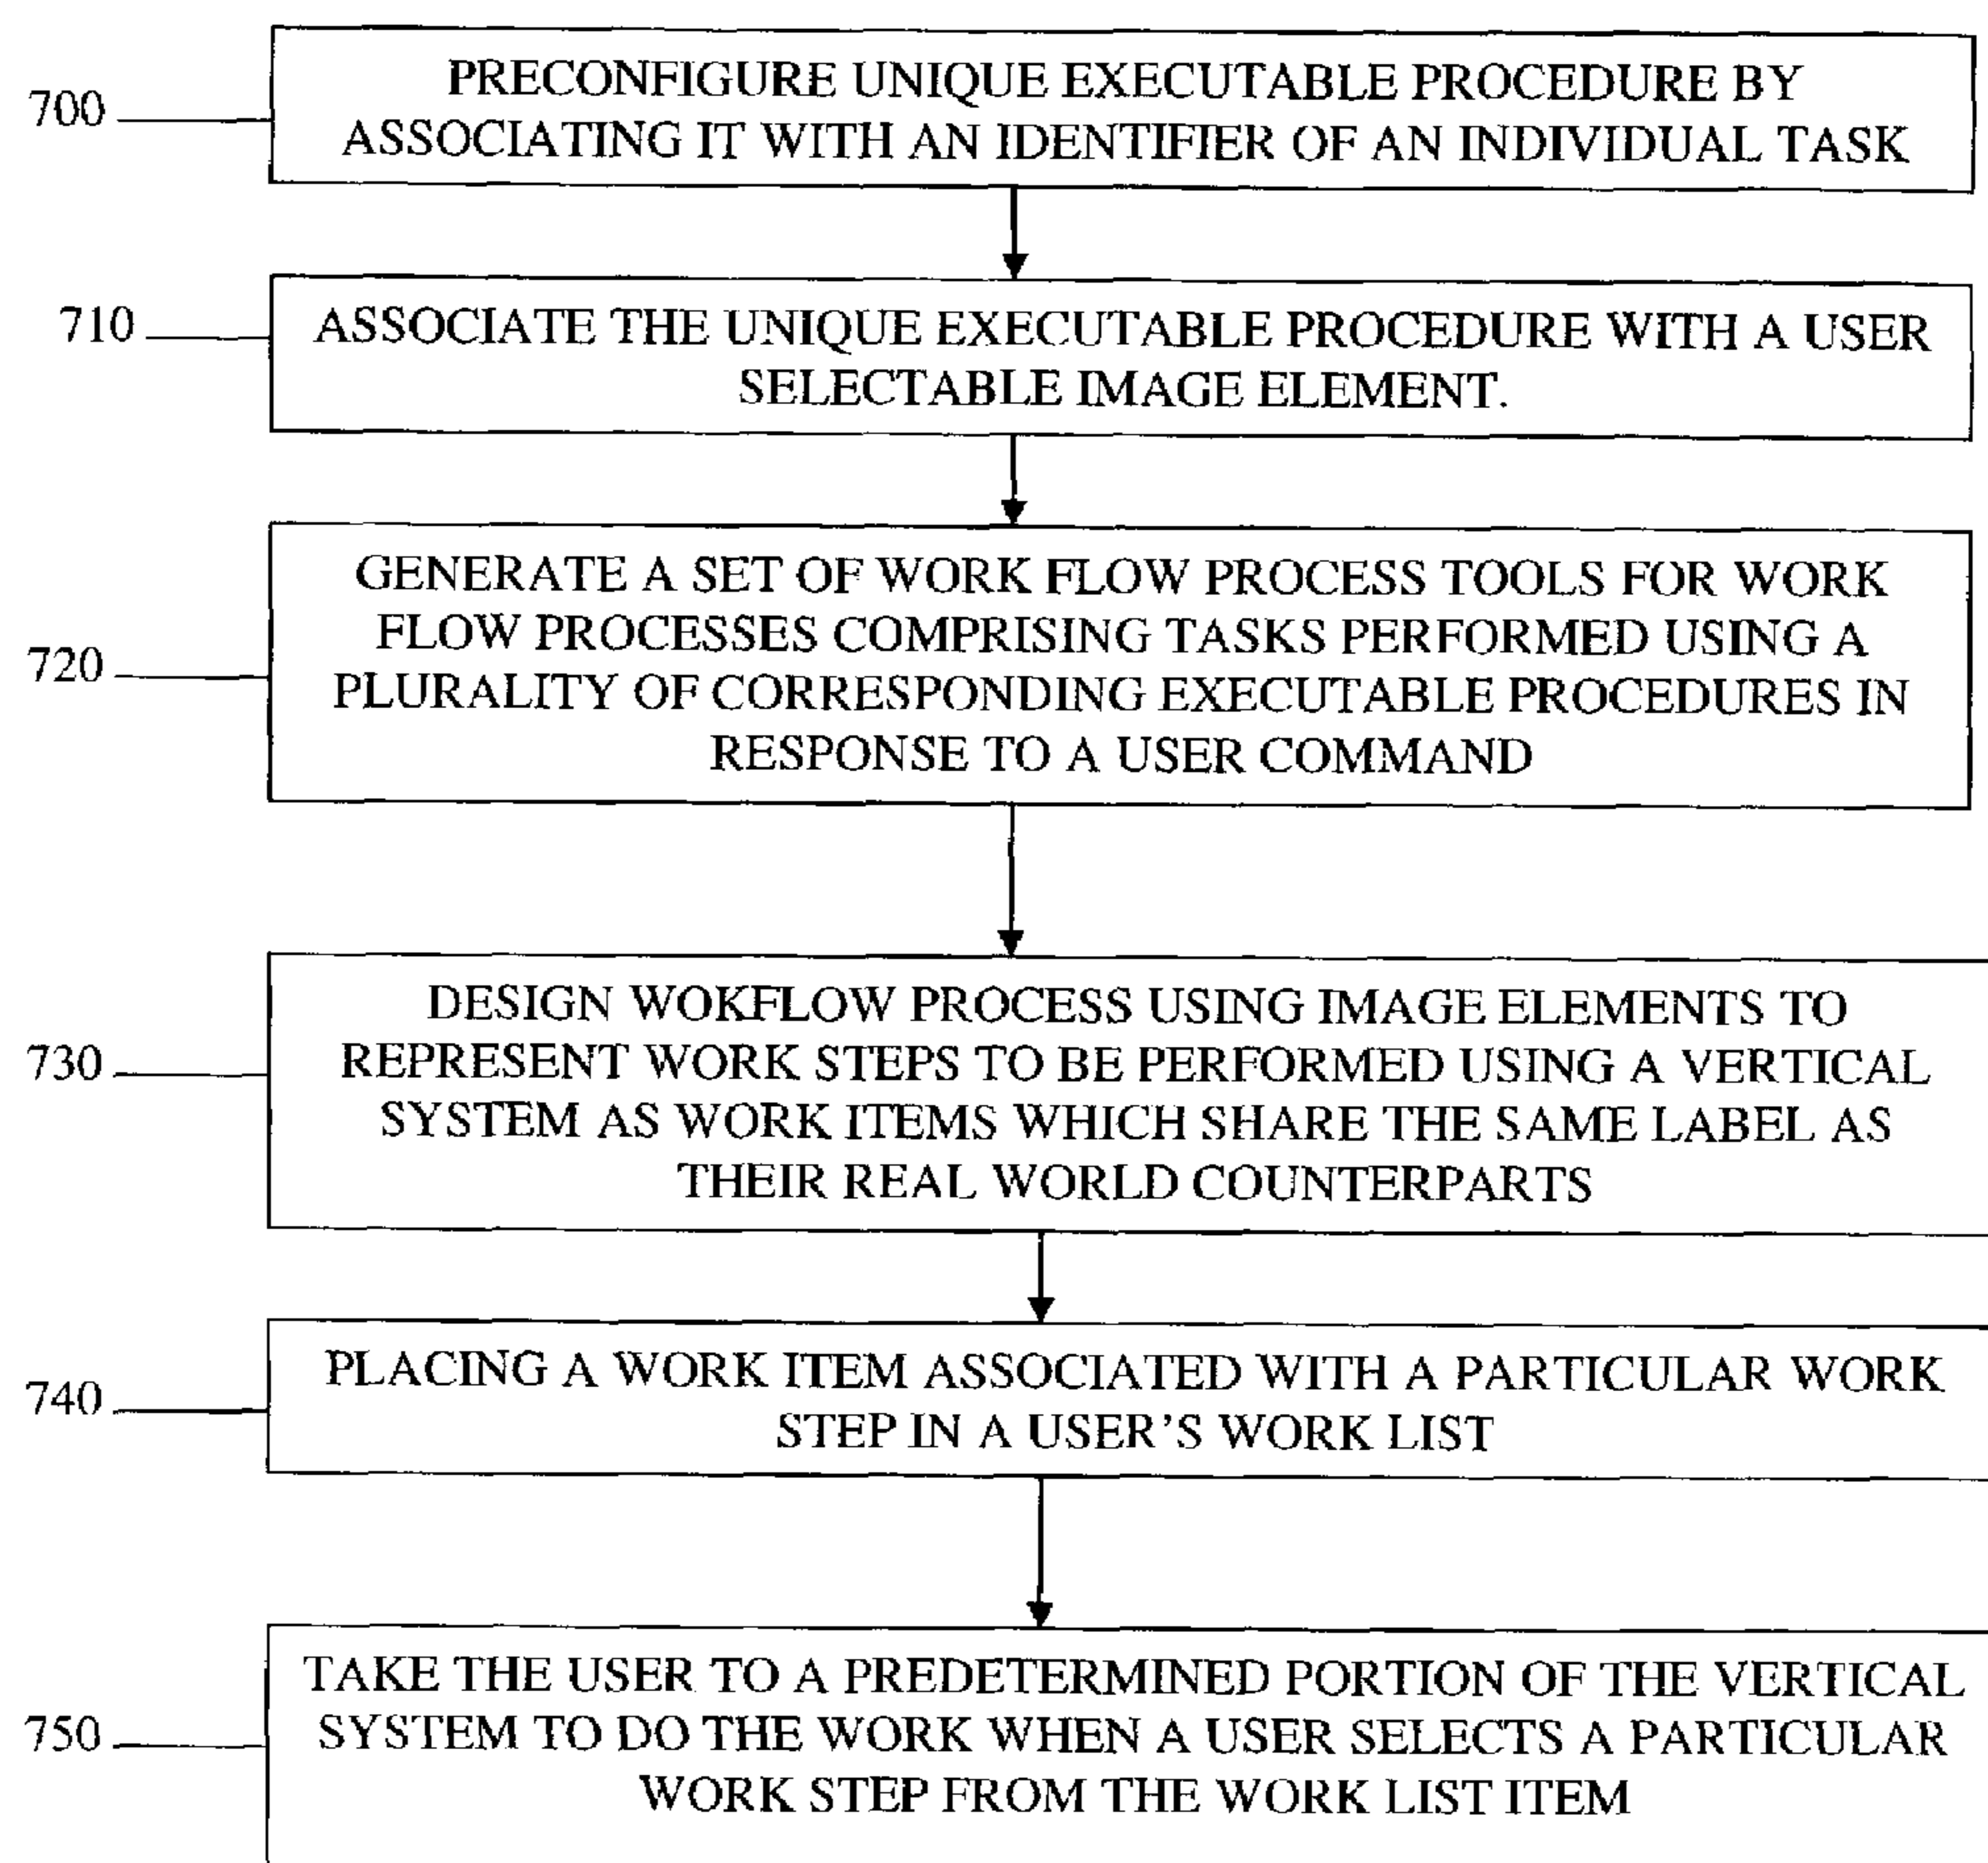 700
PRECONFIGURE UNIQUE EXECUTABLE PROCEDURE BY
ASSOCIATING IT WITH AN IDENTIFIER OF AN INDIVIDUAL TASK
710
ASSOCIATE THE UNIQUE EXECUTABLE PROCEDURE WITH A USER
SELECTABLE IMAGE ELEMENT.
720
GENERATE A SET OF WORK FLOW PROCESS TOOLS FOR WORK
FLOW PROCESSES COMPRISING TASKS PERFORMED USING A
PLURALITY OF CORRESPONDING EXECUTABLE PROCEDURES IN
RESPONSE TO A USER COMMAND
730
DESIGN WOKFLOW PROCESS USING IMAGE ELEMENTS TO
REPRESENT WORK STEPS TO BE PERFORMED USING A VERTICAL
SYSTEM AS WORK ITEMS WHICH SHARE THE SAME LABEL AS
THEIR REAL WORLD COUNTERPARTS
740
PLACING A WORK ITEM ASSOCIATED WITH A PARTICULAR WORK
STEP IN A USER'S WORK LIST
750
TAKE THE USER TO A PREDETERMINED PORTION OF THE VERTICAL
SYSTEM TO DO THE WORK WHEN A USER SELECTS A PARTICULAR
WORK STEP FROM THE WORK LIST ITEM